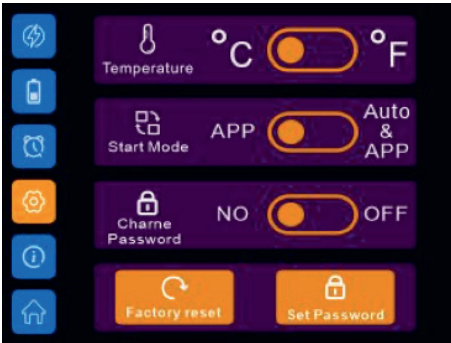 °C
°F
Temperature
APP
Auto
&
APP
Start Mode
NO
OFF
Charne
Password
Factory reset
Set Password